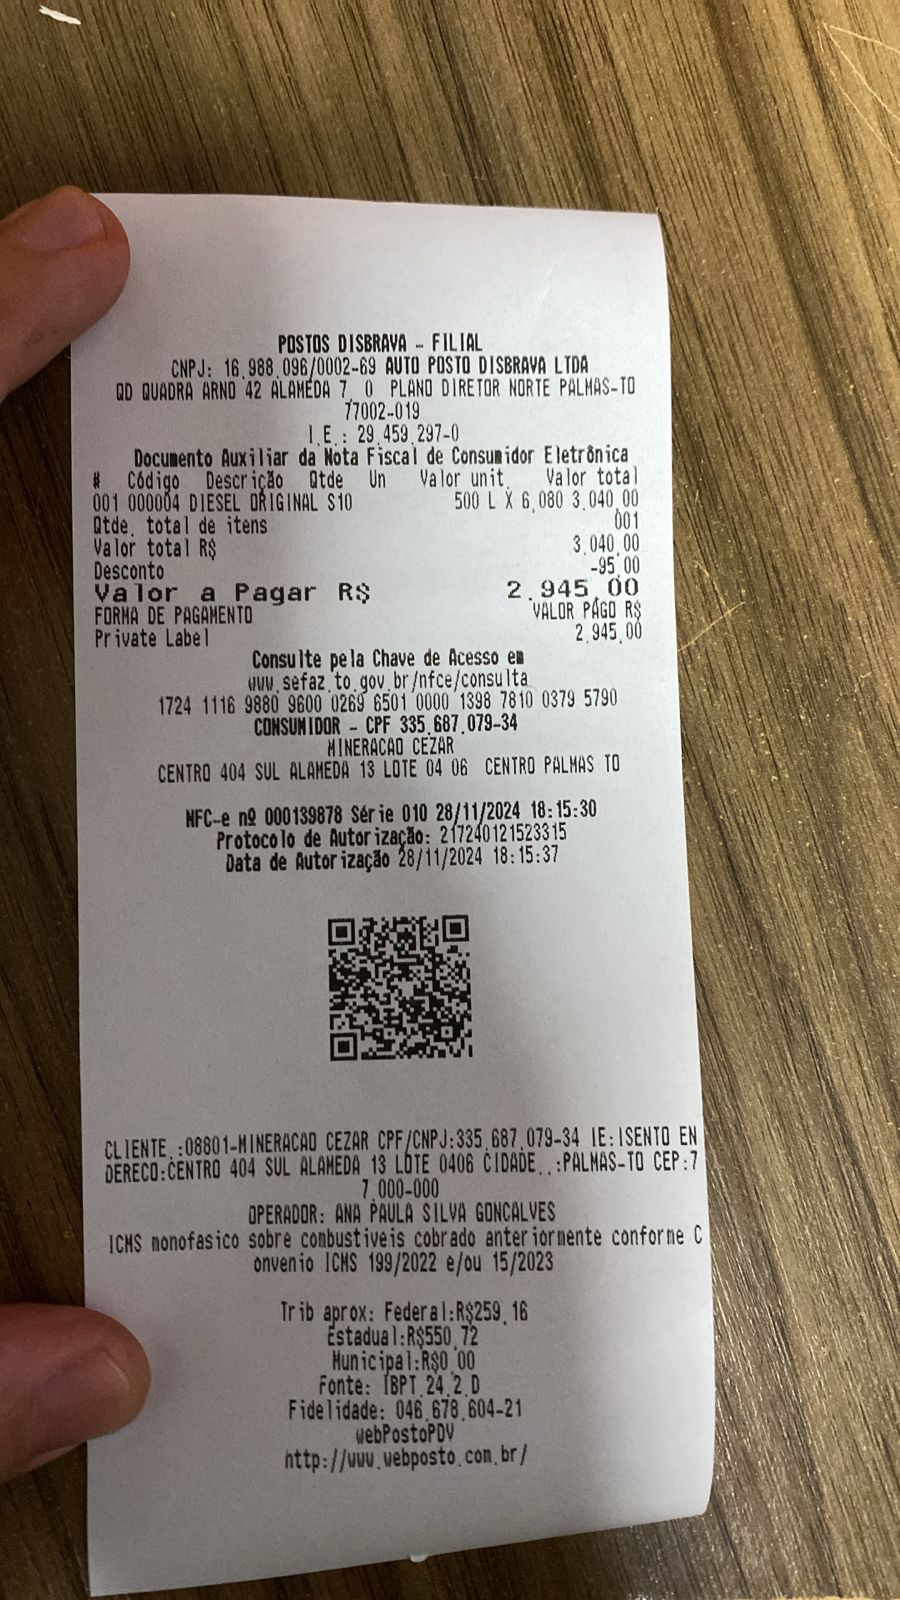 POSTOS DISBRAVA - FILIAL
CNPJ: 16.988.096/0002-69 AUTO POSTO DISBRAVA LTDA
QD QUADRA ARNO 42 ALAMEDA 7, 0 PLANO DIRETOR NORTE PALMAS-TO
77002-019
I.E.: 29.459.297-0
Documento Auxiliar da Nota Fiscal de Consumidor Eletrônica
# Código Descrição Qtde Un Valor unit. Valor total
001 000004 DIESEL ORIGINAL S10 500 L X 6,080 3.040,00
Qtde. total de itens 001
Valor total R$ 3.040,00
Desconto -95,00
Valor a Pagar R$ 2.945,00
FORMA DE PAGAMENTO VALOR PAGO R$
Private Label 2.945,00
Consulte pela Chave de Acesso em
www.sefaz.to.gov.br/nfce/consulta
1724 1116 9880 9600 0269 6501 0000 1398 7810 0379 5790
CONSUMIDOR - CPF 335.687.079-34
MINERACAO CEZAR
CENTRO 404 SUL ALAMEDA 13 LOTE 04 06 CENTRO PALMAS TO
NFC-e nº 000139878 Série 010 28/11/2024 18:15:30
Protocolo de Autorização: 217240121523315
Data de Autorização 28/11/2024 18:15:37
CLIENTE.:08801-MINERACAO CEZAR CPF/CNPJ:335.687.079-34 IE:ISENTO EN
DERECO:CENTRO 404 SUL ALAMEDA 13 LOTE 0406 CIDADE..:PALMAS-TO CEP:7
7.000-000
OPERADOR: ANA PAULA SILVA GONCALVES
ICMS monofasico sobre combustiveis cobrado anteriormente conforme C
onvenio ICMS 199/2022 e/ou 15/2023
Trib aprox: Federal:R$259,16
Estadual:R$550,72
Municipal:R$0,00
Fonte: IBPT 24.2.D
Fidelidade: 046.678.604-21
webPostoPDV
http://www.webposto.com.br/